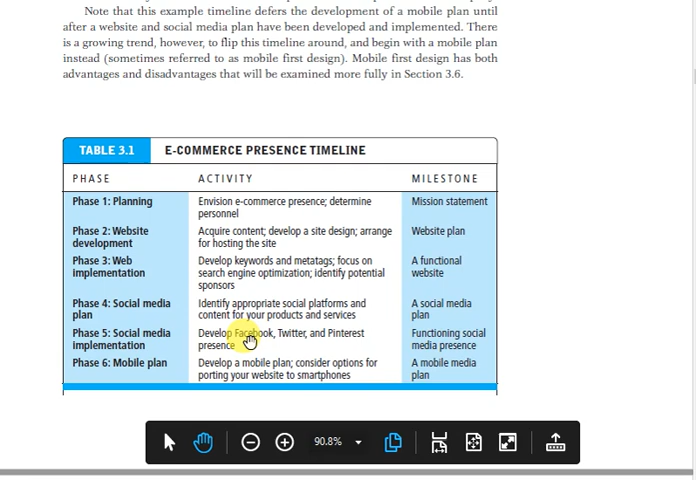 Note that this example timeline defers the development of a mobile plan until
after a website and social media plan have been developed and implemented. There
is a growing trend, however, to flip this timeline around, and begin with a mobile plan
instead (sometimes referred to as mobile first design). Mobile first design has both
advantages and disadvantages that will be examined more fully in Section 3.6.
TABLE 3.1 E-COMMERCE PRESENCE TIMELINE
PHASE ACTIVITY MILESTONE
Phase 1: Planning Envision e-commerce presence; determine Mission statement
personnel
Phase 2: Website Acquire content; develop a site design; arrange Website plan
development for hosting the site
Phase 3: Web Develop keywords and metatags; focus on A functional
implementation search engine optimization; identify potential website
sponsors
Phase 4: Social media Identify appropriate social platforms and A social media
plan content for your products and services plan
Phase 5: Social media Develop Facebook, Twitter, and Pinterest Functioning social
implementation presence media presence
Phase 6: Mobile plan Develop a mobile plan; consider options for A mobile media
porting your website to smartphones plan
90.8%